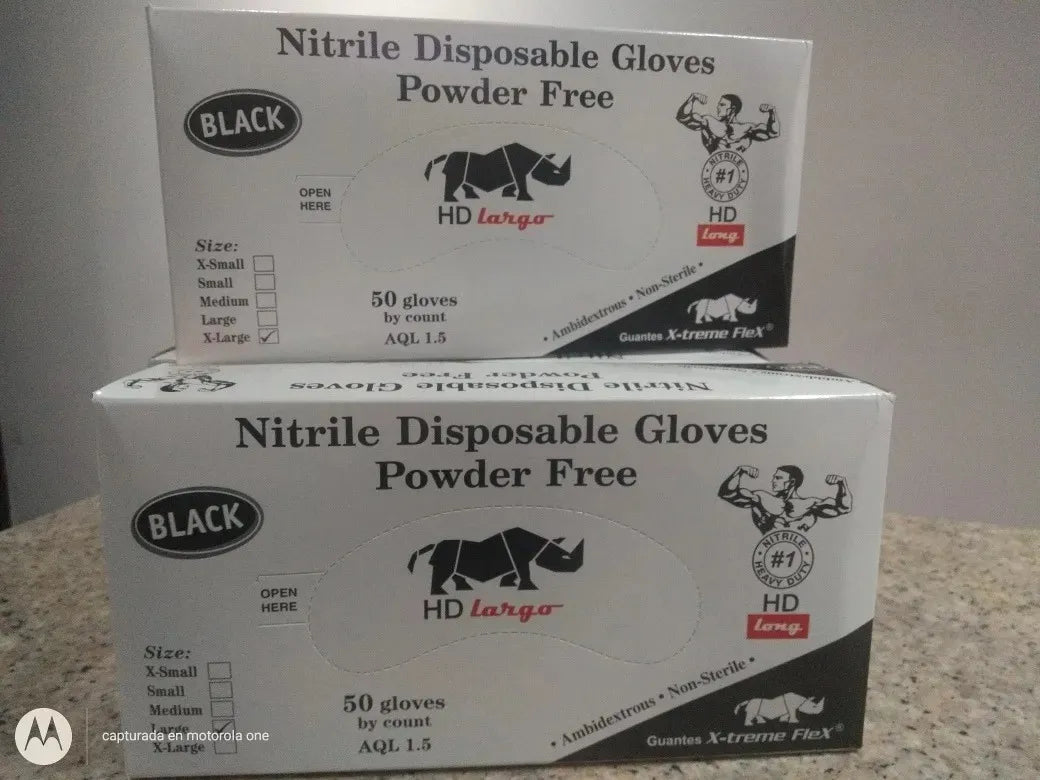 Nitrile Disposable Gloves
Powder Free
BLACK
NITRILE
#1
HEAVY DUTY
HD
long
OPEN
HERE
HD largo
Size:
X-Small
Small
Medium
Large
X-Large
50 gloves
by count
AQL 1.5
• Ambidextrous • Non-Sterile •
Guantes X-treme FleX®
Nitrile Disposable Gloves
Powder Free
Nitrile Disposable Gloves
Powder Free
BLACK
NITRILE
#1
HEAVY DUTY
HD
long
OPEN
HERE
HD largo
Size:
X-Small
Small
Medium
Large
X-Large
50 gloves
by count
AQL 1.5
• Ambidextrous • Non-Sterile •
Guantes X-treme FleX®
capturada en motorola one